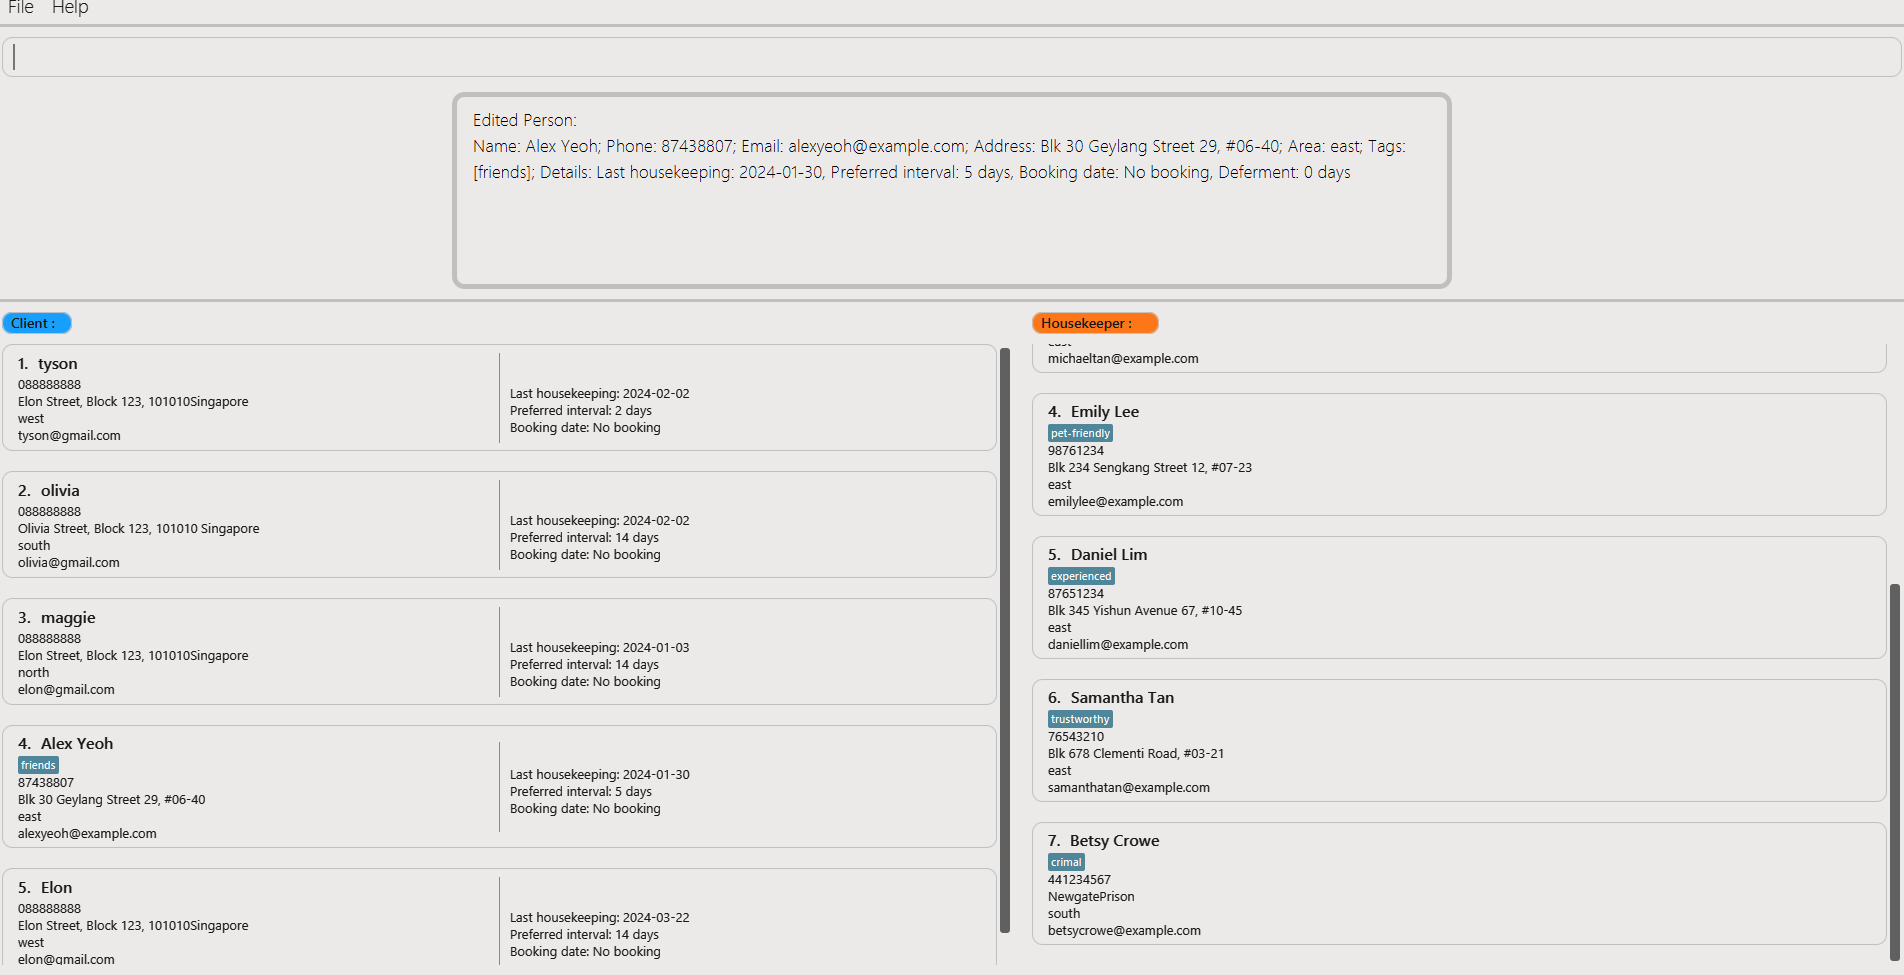 File Help
Edited Person:
Name: Alex Yeoh; Phone: 87438807; Email: alexyeoh@example.com; Address: Blk 30 Geylang Street 29, #06-40; Area: east; Tags:
[friends]; Details: Last housekeeping: 2024-01-30, Preferred interval: 5 days, Booking date: No booking, Deferment: 0 days
Client :
1. tyson
088888888
Elon Street, Block 123, 101010Singapore
west
tyson@gmail.com
Last housekeeping: 2024-02-02
Preferred interval: 2 days
Booking date: No booking
2. olivia
088888888
Olivia Street, Block 123, 101010 Singapore
south
olivia@gmail.com
Last housekeeping: 2024-02-02
Preferred interval: 14 days
Booking date: No booking
3. maggie
088888888
Elon Street, Block 123, 101010Singapore
north
elon@gmail.com
Last housekeeping: 2024-01-03
Preferred interval: 14 days
Booking date: No booking
4. Alex Yeoh
friends
87438807
Blk 30 Geylang Street 29, #06-40
east
alexyeoh@example.com
Last housekeeping: 2024-01-30
Preferred interval: 5 days
Booking date: No booking
5. Elon
088888888
Elon Street, Block 123, 101010Singapore
west
elon@gmail.com
Last housekeeping: 2024-03-22
Preferred interval: 14 days
Booking date: No booking
Housekeeper :
east
michaeltan@example.com
4. Emily Lee
pet-friendly
98761234
Blk 234 Sengkang Street 12, #07-23
east
emilylee@example.com
5. Daniel Lim
experienced
87651234
Blk 345 Yishun Avenue 67, #10-45
east
daniellim@example.com
6. Samantha Tan
trustworthy
76543210
Blk 678 Clementi Road, #03-21
east
samanthatan@example.com
7. Betsy Crowe
crimal
441234567
NewgatePrison
south
betsycrowe@example.com